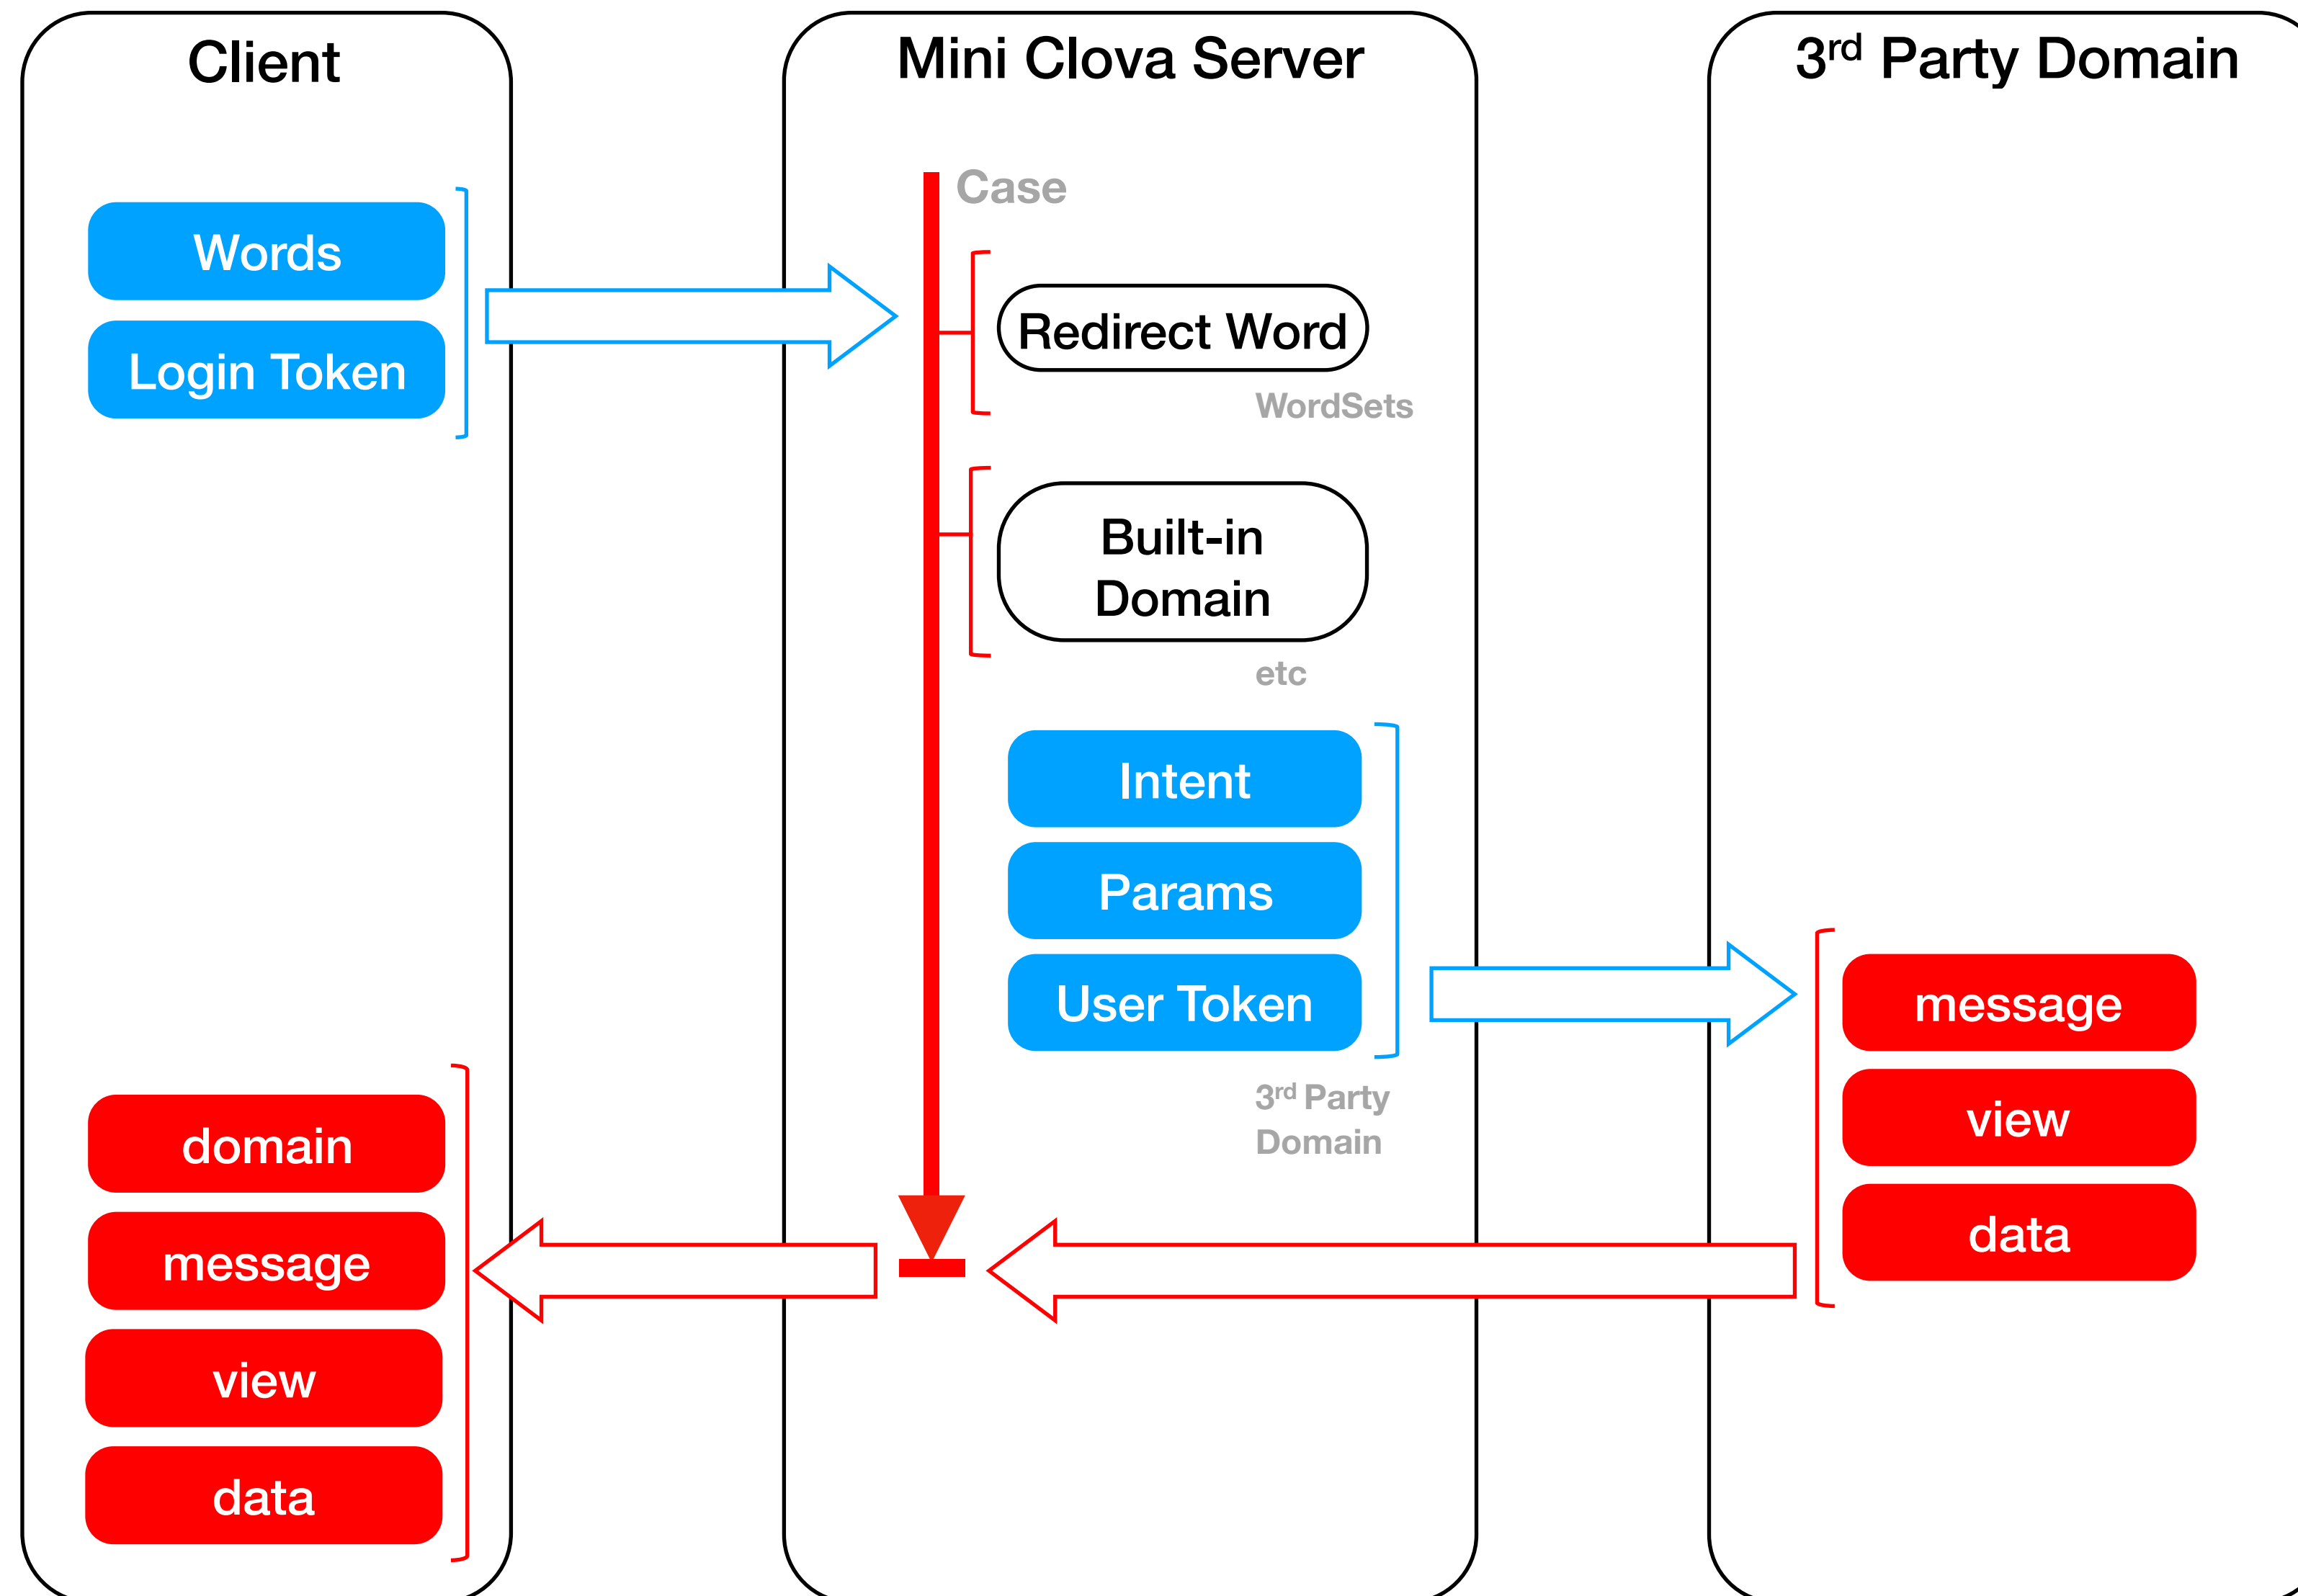 Client
Words
Login Token
domain
message
view
data
Mini Clova Server
Case
Redirect Word
WordSets
Built-in
Domain
etc
Intent
Params
User Token
3rd Party
Domain
3rd Party Domain
message
view
data